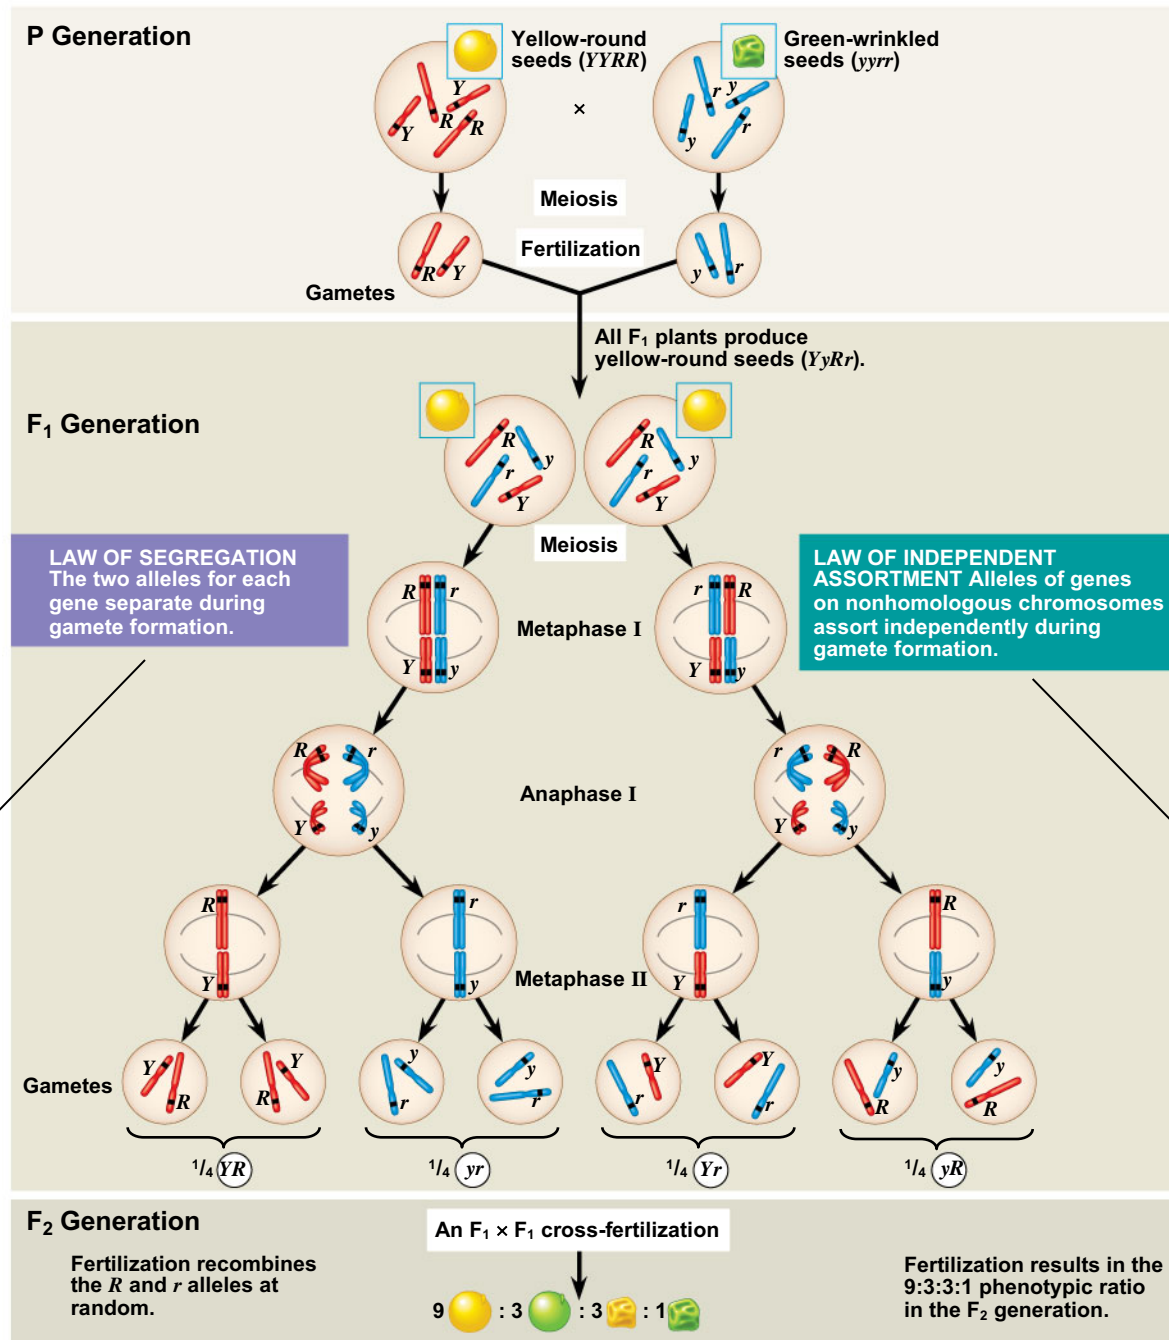 P Generation
Yellow-round
seeds (YYRR)
Green-wrinkled
seeds (yyrr)
Y
Y
R
R
×
r
y
y
r
Meiosis
Fertilization
R
Y
y
r
Gametes
All F₁ plants produce
yellow-round seeds (YyRr).
F₁ Generation
R
y
r
Y
R
y
r
Y
Meiosis
LAW OF SEGREGATION
The two alleles for each
gene separate during
gamete formation.
LAW OF INDEPENDENT
ASSORTMENT Alleles of genes
on nonhomologous chromosomes
assort independently during
gamete formation.
R
r
Y
y
Metaphase I
r
R
Y
y
R
r
Y
y
Anaphase I
r
R
Y
y
R
Y
r
y
Metaphase II
r
Y
R
y
Gametes
Y
R
Y
R
y
r
y
r
Y
r
Y
r
y
R
y
R
1/4 YR
1/4 yr
1/4 Yr
1/4 yR
F₂ Generation
An F₁ × F₁ cross-fertilization
Fertilization recombines
the R and r alleles at
random.
9 : 3 : 3 : 1
Fertilization results in the
9:3:3:1 phenotypic ratio
in the F₂ generation.